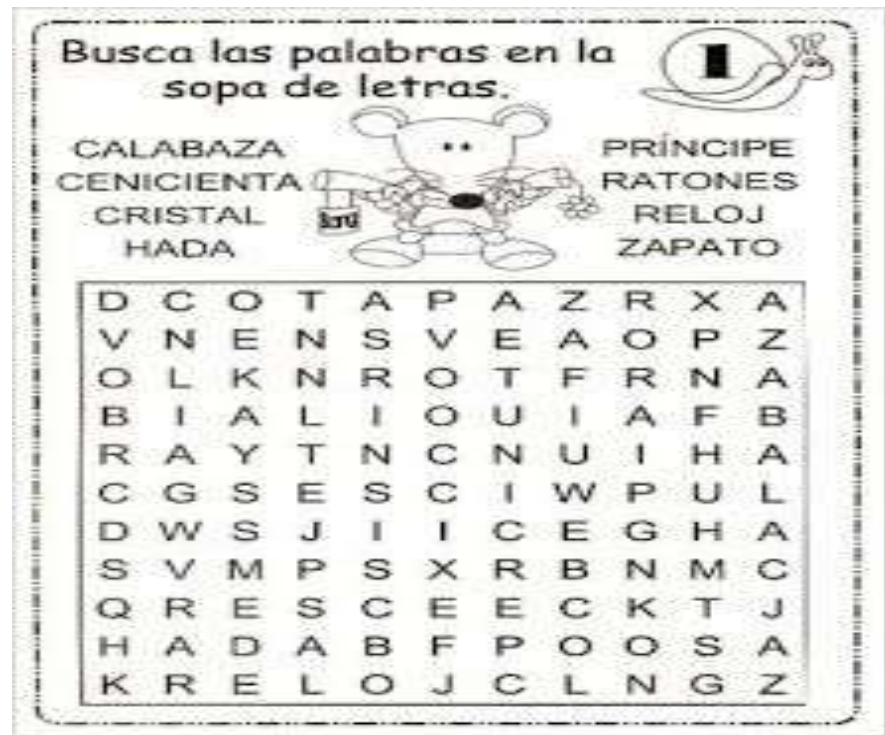 Busca las palabras en la
sopa de letras.
1
CALABAZA
CENICIENTA
CRISTAL
HADA
PRÍNCIPE
RATONES
RELOJ
ZAPATO
D C O T A P A Z R X A
V N E N S V E A O P Z
O L K N R O T F R N A
B I A L I O U I A F B
R A Y T N C N U I H A
C G S E S C I W P U L
D W S J I I C E G H A
S V M P S X R B N M C
Q R E S C E E C K T J
H A D A B F P O O S A
K R E L O J C L N G Z